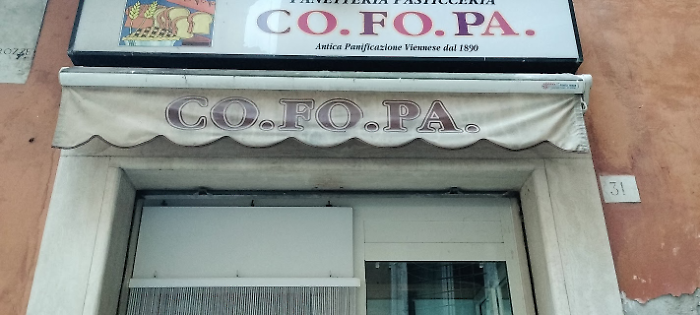 PANETTERIA PASTICCERIA
CO.FO.PA.
Antica Panificazione Viennese dal 1890
CO.FO.PA.
31